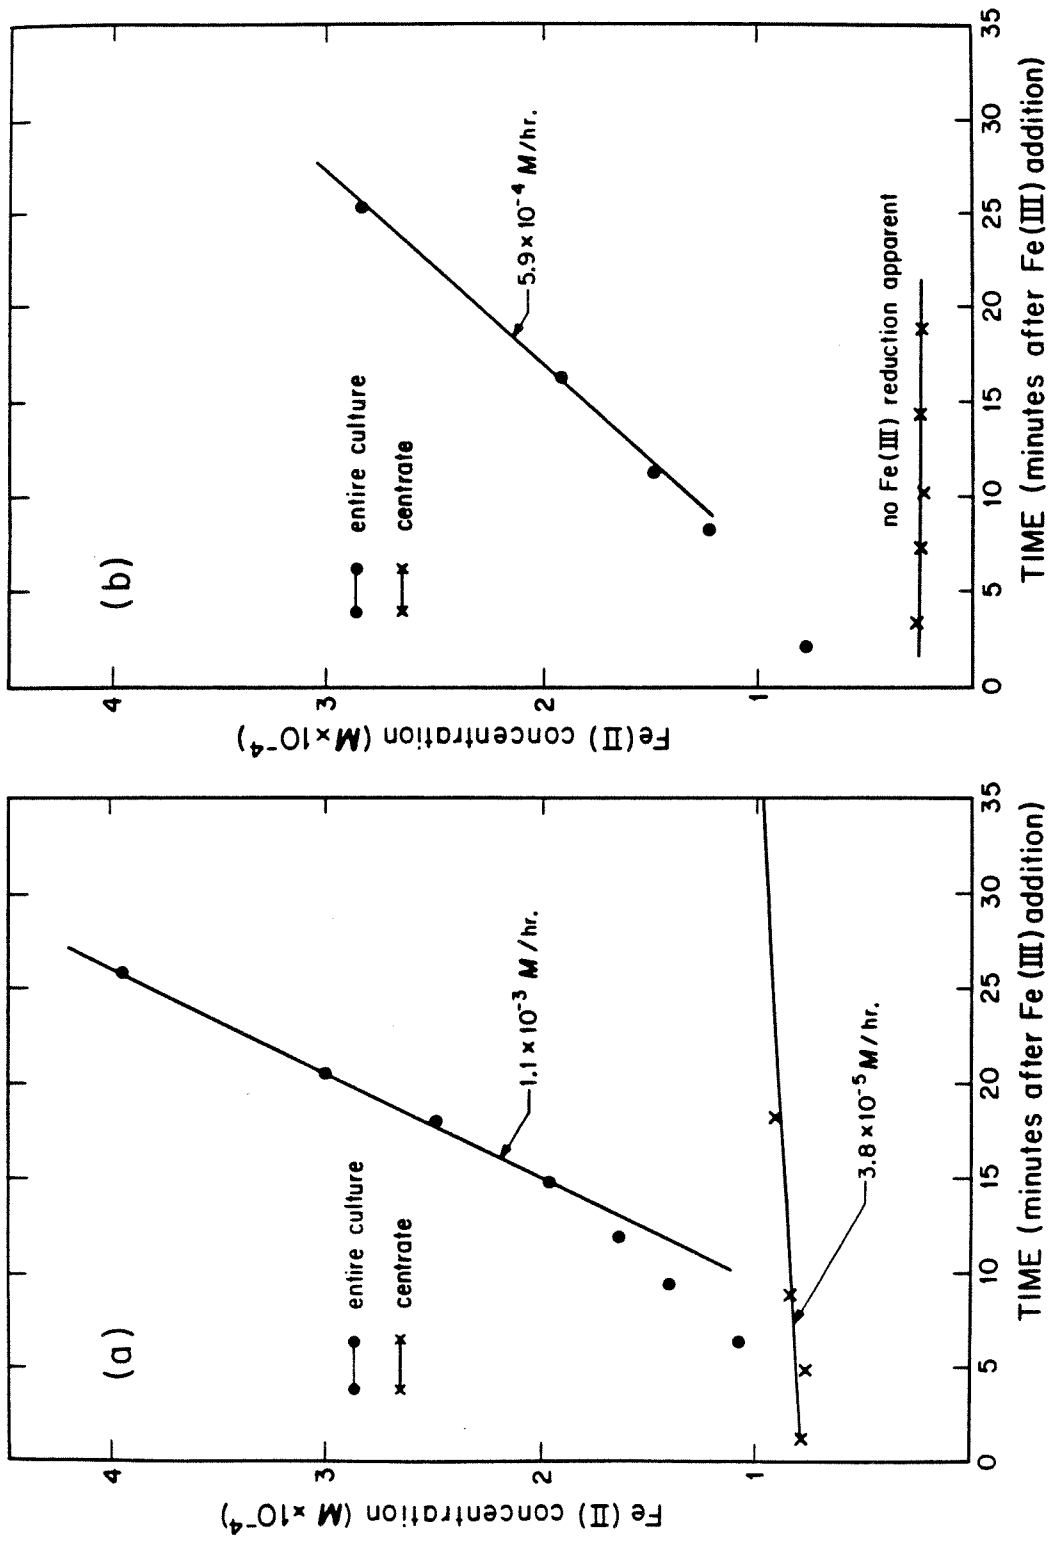 (a)
entire culture
centrate
1.1 × 10⁻³ M/hr.
3.8 × 10⁻⁵ M/hr.
Fe(II) concentration (M × 10⁻⁴)
4
3
2
1
0 5 10 15 20 25 30 35
TIME (minutes after Fe(III) addition)
(b)
entire culture
centrate
5.9 × 10⁻⁴ M/hr.
no Fe(III) reduction apparent
Fe(II) concentration (M × 10⁻⁴)
4
3
2
1
0 5 10 15 20 25 30 35
TIME (minutes after Fe(III) addition)